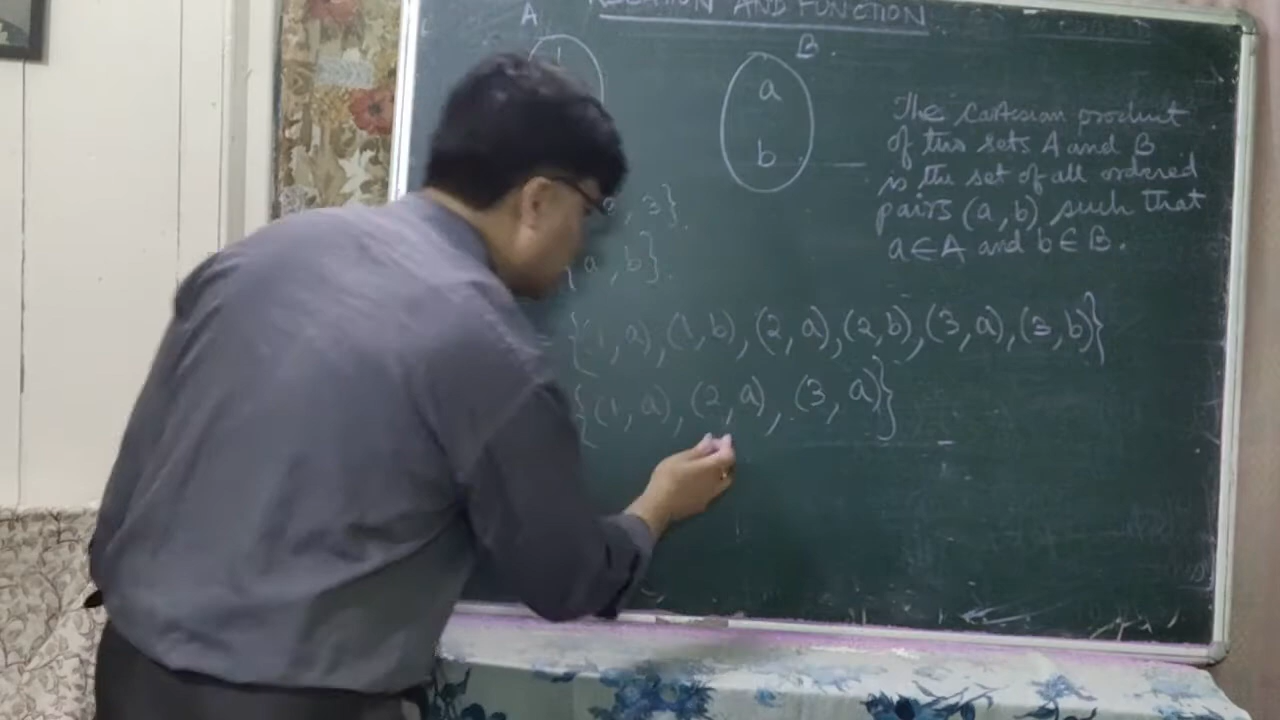 RELATION AND FUNCTION
A
B
1
a
b
The Cartesian product
of two sets A and B
is the set of all ordered
pairs (a, b) such that
a ∈ A and b ∈ B.
, 3}.
{a, b}.
= {(1, a), (1, b), (2, a), (2, b), (3, a), (3, b)}
{(1, a), (2, a), (3, a)}